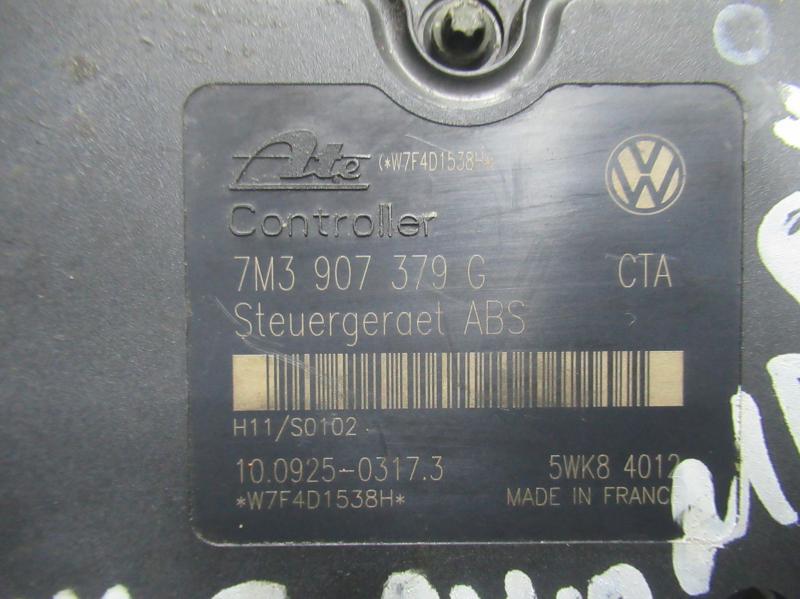 Ate (*W7F4D1538H*
Controller
7M3 907 379 G CTA
Steuergeraet ABS
H11/S0102
10.0925-0317.3 5WK8 4012
*W7F4D1538H* MADE IN FRANCE